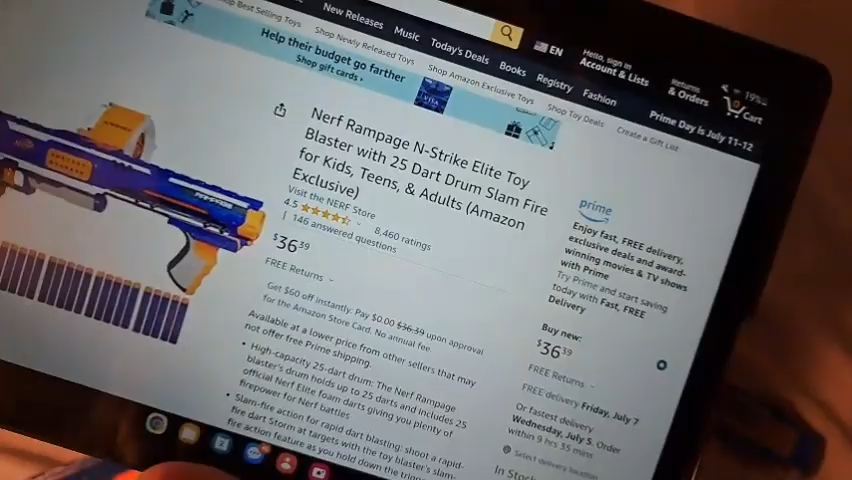 Shop Best Selling Toys
New Releases
Music
Today's Deals
Books
Registry
Fashion
Prime Day is July 11-12
EN
Hello, sign in
Account & Lists
Returns
& Orders
0
Cart
19%
Shop Newly Released Toys
Shop Amazon Exclusive Toys
Shop Toy Deals
Create a Gift List
Help their budget go farther
Shop gift cards ›
VISA
Nerf Rampage N-Strike Elite Toy
Blaster with 25 Dart Drum Slam Fire
for Kids, Teens, & Adults (Amazon
Exclusive)
Visit the NERF Store
4.5
8,460 ratings
| 146 answered questions
$36.39
FREE Returns
Get $60 off instantly: Pay $0.00 $36.39 upon approval
for the Amazon Store Card. No annual fee.
Available at a lower price from other sellers that may
not offer free Prime shipping.
• High-capacity 25-dart drum: The Nerf Rampage
blaster's drum holds up to 25 darts and includes 25
official Nerf Elite foam darts giving you plenty of
firepower for Nerf battles
• Slam-fire action for rapid dart blasting: shoot a rapid-
fire dart Storm at targets with the toy blaster's slam-
fire action feature as you hold down the
prime
Enjoy fast, FREE delivery,
exclusive deals and award-
winning movies & TV shows
with Prime
Try Prime and start saving
today with Fast, FREE
Delivery
Buy new:
$36.39
FREE Returns
FREE delivery Friday, July 7
Or fastest delivery
Wednesday, July 5. Order
within 9 hrs 35 mins
Select delivery location
In Stock